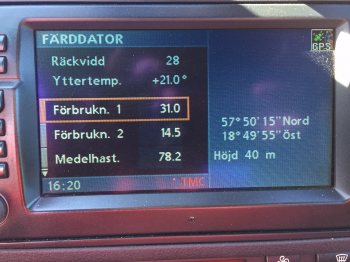 FÄRDDATOR
GPS
Räckvidd 28
Yttertemp. +21.0°
Förbrukn. 1 31.0
Förbrukn. 2 14.5
Medelhast. 78.2
57°50'15"Nord
18°49'55"Öst
Höjd 40 m
16:20 TMC